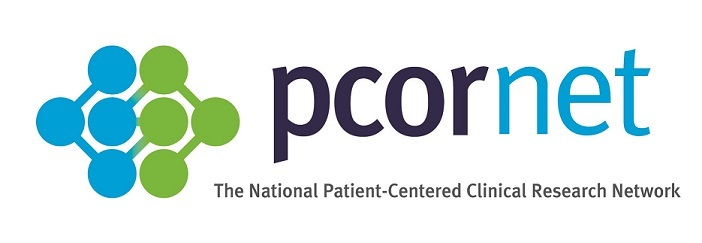 pcornet
The National Patient-Centered Clinical Research Network